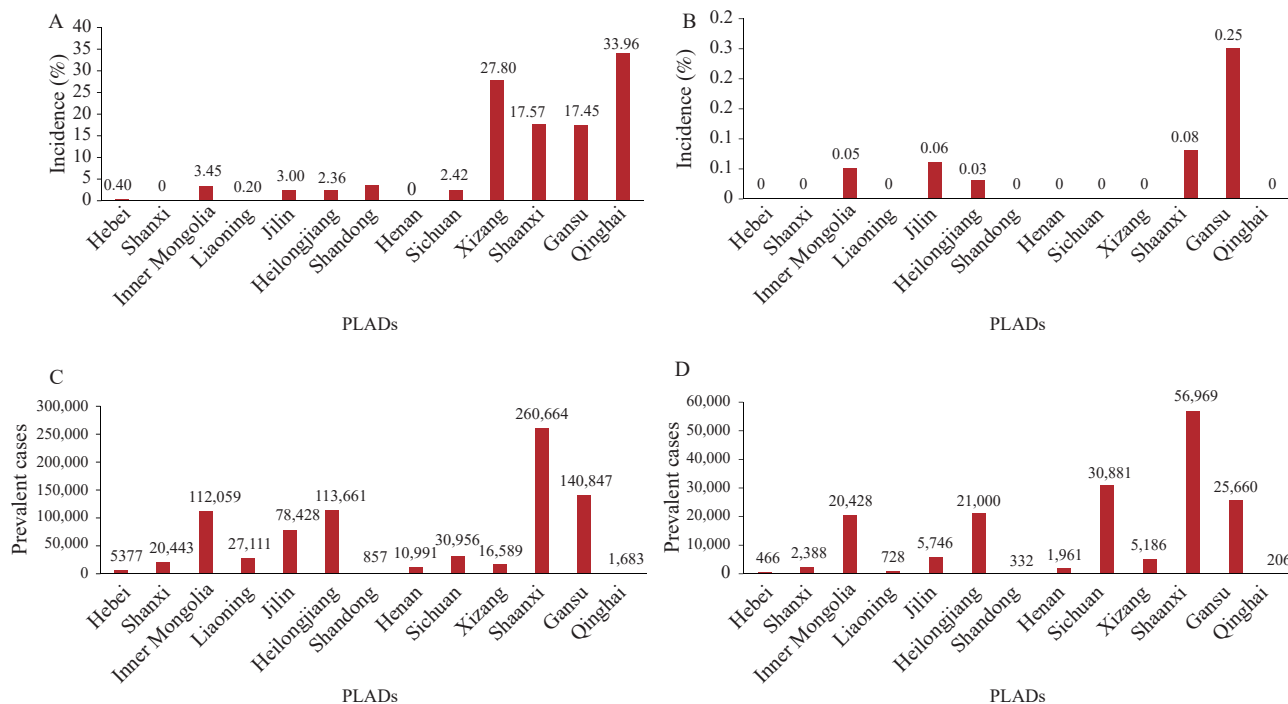 A
Incidence (%)
40
35
30
25
20
15
10
5
0
0.40
0
3.45
0.20
3.00
2.36
0
2.42
27.80
17.57
17.45
33.96
Hebei
Shanxi
Inner Mongolia
Liaoning
Jilin
Heilongjiang
Shandong
Henan
Sichuan
Xizang
Shaanxi
Gansu
Qinghai
PLADs
B
Incidence (%)
0.3
0.2
0.2
0.1
0.1
0
0
0
0.05
0
0.06
0.03
0
0
0
0
0.08
0.25
0
Hebei
Shanxi
Inner Mongolia
Liaoning
Jilin
Heilongjiang
Shandong
Henan
Sichuan
Xizang
Shaanxi
Gansu
Qinghai
PLADs
C
Prevalent cases
300,000
250,000
200,000
150,000
100,000
50,000
0
5377
20,443
112,059
27,111
78,428
113,661
857
10,991
30,956
16,589
260,664
140,847
1,683
Hebei
Shanxi
Inner Mongolia
Liaoning
Jilin
Heilongjiang
Shandong
Henan
Sichuan
Xizang
Shaanxi
Gansu
Qinghai
PLADs
D
Prevalent cases
60,000
50,000
40,000
30,000
20,000
10,000
0
466
2,388
20,428
728
5,746
21,000
332
1,961
30,881
5,186
56,969
25,660
206
Hebei
Shanxi
Inner Mongolia
Liaoning
Jilin
Heilongjiang
Shandong
Henan
Sichuan
Xizang
Shaanxi
Gansu
Qinghai
PLADs